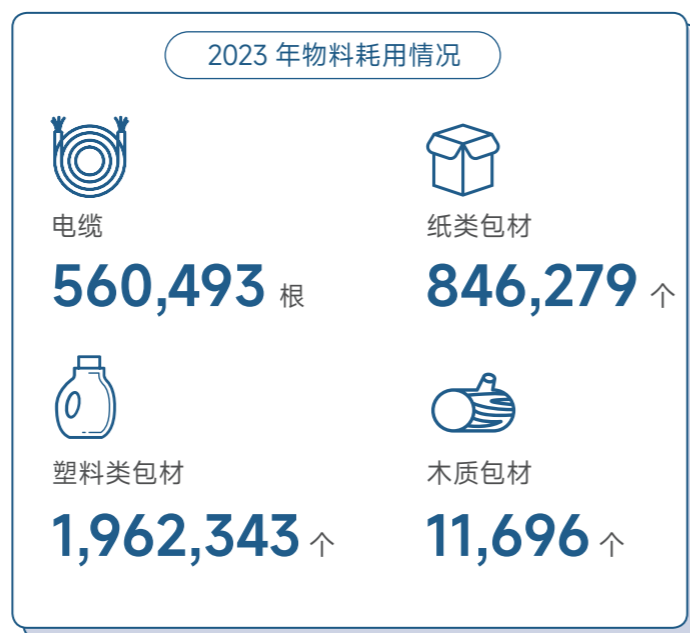 2023 年物料耗用情况
电缆
560,493 根
纸类包材
846,279 个
塑料类包材
1,962,343 个
木质包材
11,696 个